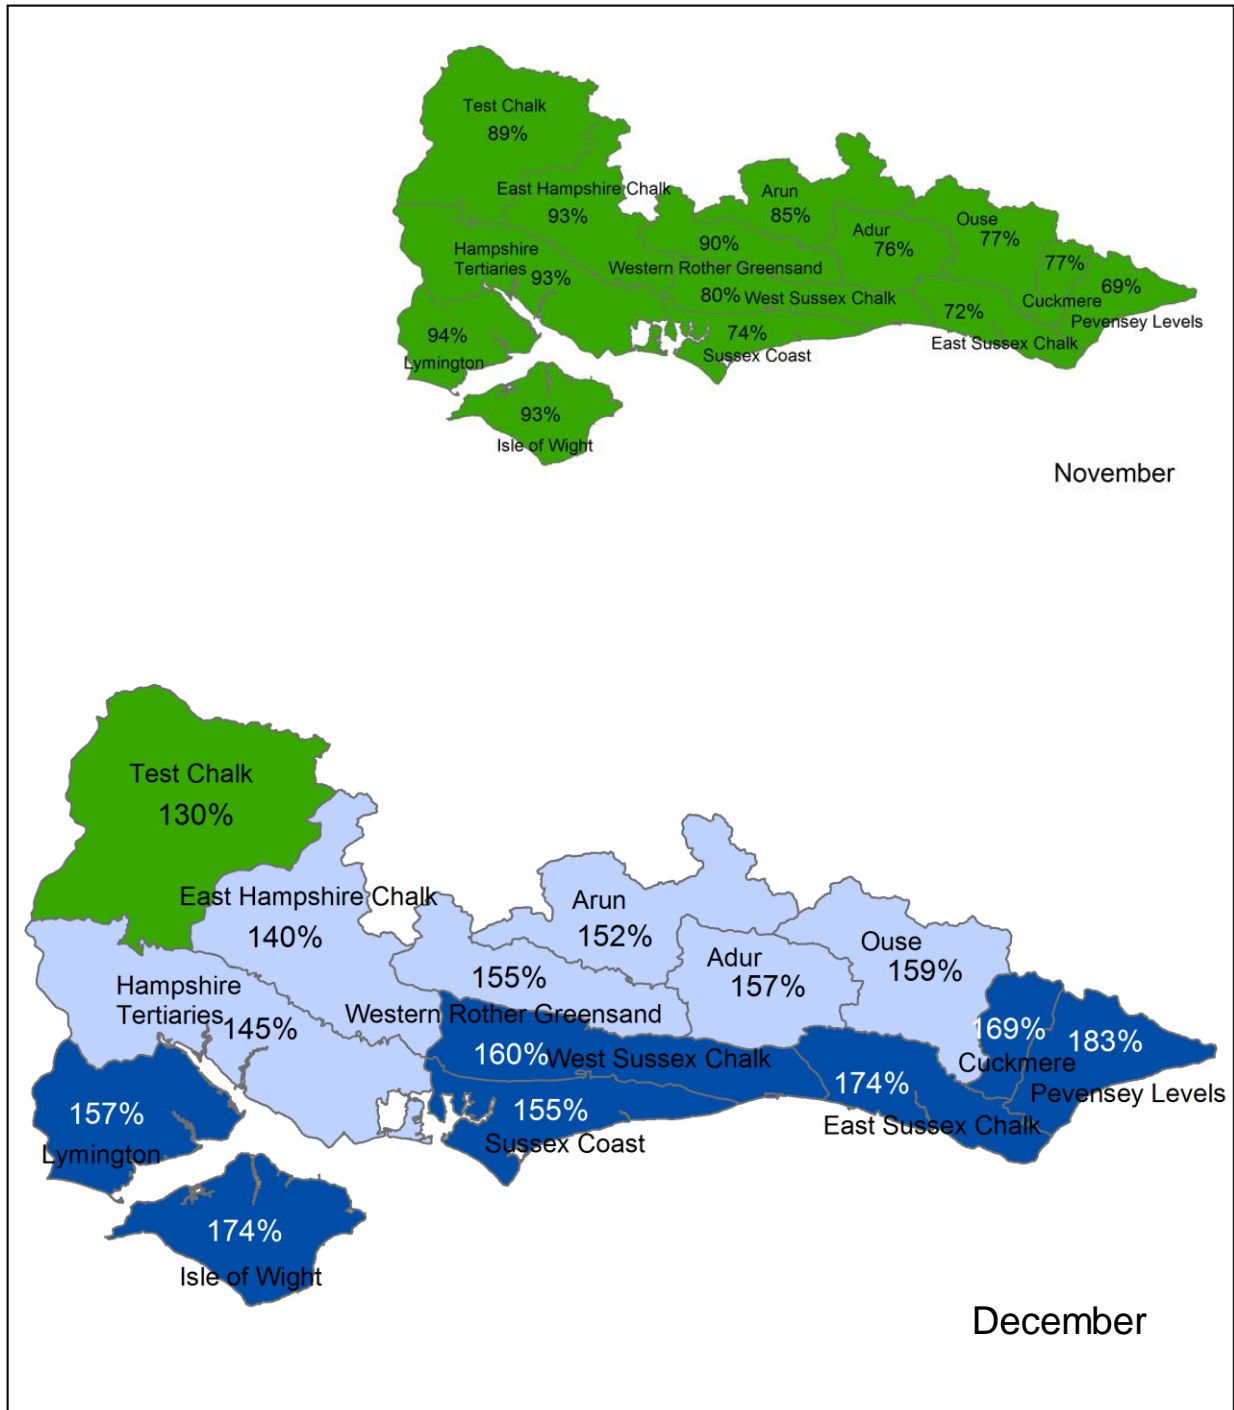 Test Chalk
89%
East Hampshire Chalk
93%
Arun
85%
Ouse
77%
Adur
76%
90%
Western Rother Greensand
77%
Cuckmere
69%
Pevensey Levels
Hampshire
Tertiaries
93%
80% West Sussex Chalk
72%
East Sussex Chalk
94%
Lymington
74%
Sussex Coast
93%
Isle of Wight
November
Test Chalk
130%
East Hampshire Chalk
140%
Arun
152%
Ouse
159%
Adur
157%
155%
Western Rother Greensand
Hampshire
Tertiaries
145%
169%
Cuckmere
183%
Pevensey Levels
160% West Sussex Chalk
174%
East Sussex Chalk
157%
Lymington
155%
Sussex Coast
174%
Isle of Wight
December